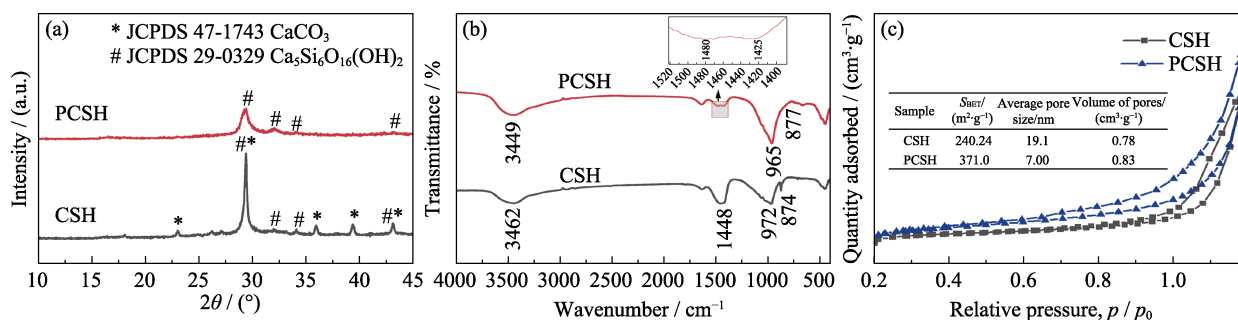 (a)
* JCPDS 47-1743 CaCO₃
# JCPDS 29-0329 Ca₅Si₆O₁₆(OH)₂
PCSH
#
# # #
#*
CSH
* # # * * #*
Intensity / (a.u.)
10 15 20 25 30 35 40 45
2θ / (°)
(b)
1520 1500 1480 1460 1440 1420 1400
1480 1425
PCSH
3449 965 877
CSH
3462 1448 972 874
Transmittance / %
4000 3500 3000 2500 2000 1500 1000 500
Wavenumber / cm⁻¹
(c)
CSH
PCSH
Sample S_BET/ (m²·g⁻¹) Average pore size/nm Volume of pores/ (cm³·g⁻¹)
CSH 240.24 19.1 0.78
PCSH 371.0 7.00 0.83
Quantity adsorbed / (cm³·g⁻¹)
0.2 0.4 0.6 0.8 1.0
Relative pressure, p / p₀